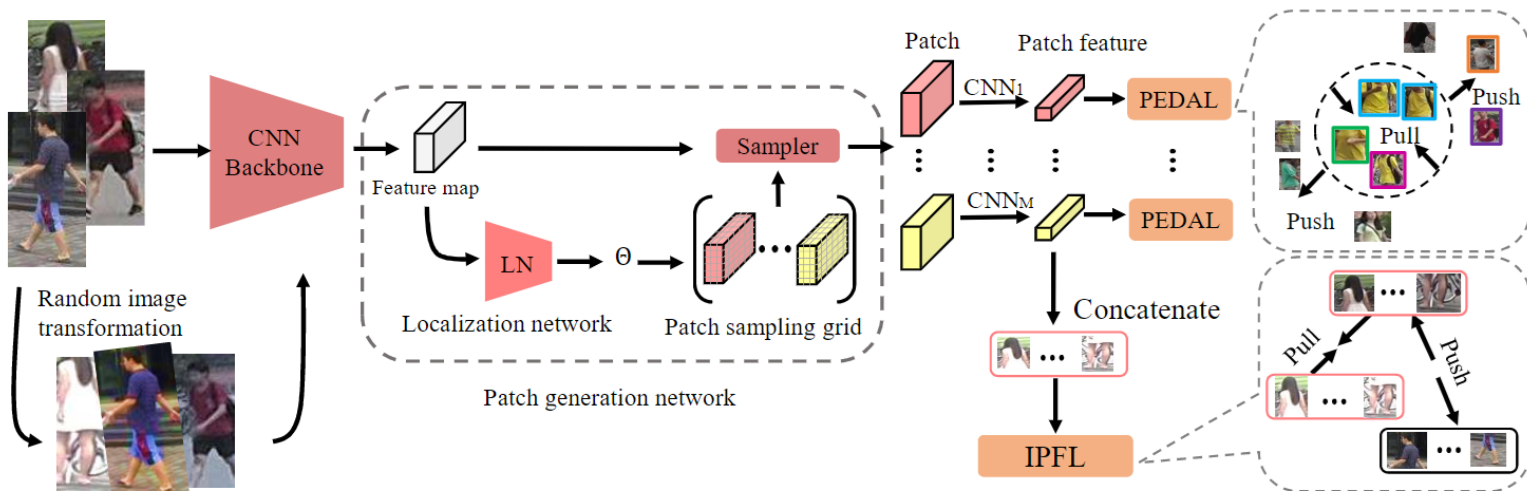 Patch
Patch feature
CNN
Backbone
Feature map
Sampler
CNN1
PEDAL
CNNM
PEDAL
Push
Pull
Push
LN
Θ
Localization network
Patch sampling grid
Patch generation network
Random image
transformation
Concatenate
IPFL
Pull
Push